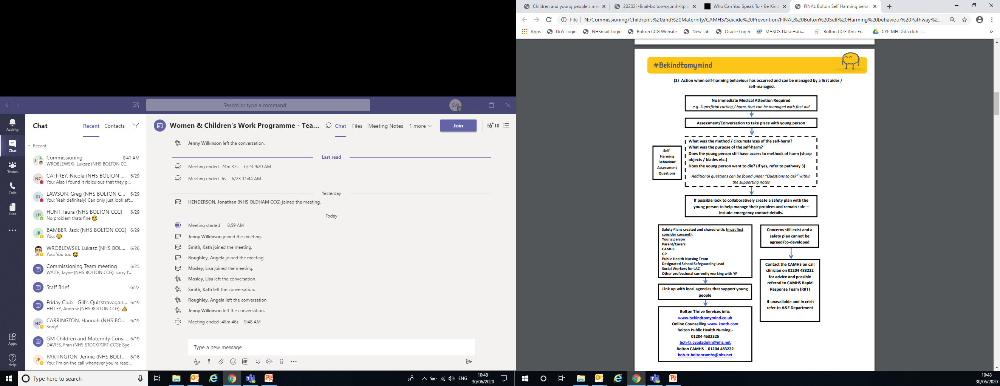 Search or type a command
SW
Activity
Chat
Teams
Calls
Files
Apps
Help
Chat
Recent
Contacts
Recent
Commissioning 8:41 AM
WROBLEWSKI, Lukasz (NHS BOLTON CC...
CAFFREY, Nicola (NHS BOLTON ... 6/29
You: Also i found it ridiculous that they p...
LAWSON, Greg (NHS BOLTON C... 6/29
You: Yeah definitely! Can only just look aft...
HUNT, laura (NHS BOLTON CCG) 6/29
No problem thats fine
BAMBER, Jack (NHS BOLTON CCG) 6/29
You:
WROBLEWSKI, Lukasz (NHS BOL... 6/26
You: You too
Commissioning Team meeting 6/25
WAITE, Jayne (NHS BOLTON CCG): sorry I'...
Staff Brief 6/22
Friday Club - Gill's Quizstravagan... 6/19
HELLEY, Andrew (NHS BOLTON CCG):
CARRINGTON, Hannah (NHS BO... 6/19
Sorry!
GM Children and Maternity Cons... 6/19
DAVIES, Fran (NHS STOCKPORT CCG): Bye
PARTINGTON, Jennie (NHS BOLT... 6/16
You: I'm on the call whenever you're read...
NC
GL
LH
JB
HC
JP
Women & Children's Work Programme - Tea...
Chat Files Meeting Notes 1 more
Join
10
Jenny Wilkinson left the conversation.
Last read
Meeting ended 24m 37s 6/23 9:20 AM
Meeting ended 6s 6/23 11:44 AM
Yesterday
HENDERSON, Jonathan (NHS OLDHAM CCG) joined the meeting.
Today
Meeting started 8:59 AM
Jenny Wilkinson joined the meeting.
Smith, Kath joined the meeting.
Roughley, Angela joined the meeting.
Mosley, Lisa joined the meeting.
Mosley, Lisa left the conversation.
Smith, Kath left the conversation.
Roughley, Angela left the conversation.
Jenny Wilkinson left the conversation.
Meeting ended 48m 46s 9:48 AM
Type a new message
GIF
Type here to search
ENG
10:48
30/06/2020
Children and young people's me
202021-final-bolton-cypmh-ltp.p
Who Can You Speak To - Be Kind
FINAL Bolton Self Harming beha
File N:/Commissioning/Children's%20and%20Maternity/CAMHS/Suicide%20Prevention/FINAL%20Bolton%20Self%20Harming%20behaviour%20Pathway%2...
Apps DoS Login NHSmail Login Bolton CCG Website New Tab Oracle Login MHSDS Data Hub... Bolton CCG Anti-Fr... CYP MH Data club -...
#Bekindtomymind
(2) Action when self-harming behaviour has occurred and can be managed by a first aider /
self-managed.
No immediate Medical Attention Required
e.g. Superficial cutting / burns that can be managed with first aid
Assessment/Conversation to take place with young person
Self-
Harming
Behaviour
Assessment
Questions
What was the method / circumstances of the self-harm?
What was the purpose of the self-harm?
Does the young person still have access to methods of harm (sharp
objects / blades etc.)
Does the young person want to die? (If yes, refer to pathway 3)
Additional questions can be found under "Questions to ask" within
the supporting notes
If possible look to collaboratively create a safety plan with the
young person to help manage their problem and remain safe –
include emergency contact details.
Safety Plans created and shared with: (must first
consider consent):
Young person
Parent/Carers
CAMHS
GP
Public Health Nursing Team
Designated School Safeguarding Lead
Social Workers for LAC
Other professional currently working with YP
Link up with local agencies that support young
people
Bolton Thrive Services info:
www.bekindtomymind.co.uk
Online Counselling www.kooth.com
Bolton Public Health Nursing -
01204 4632325
boh-tr.cypdadmin@nhs.net
Bolton CAMHS – 01204 483222
boh-tr.boltoncamhs@nhs.net
Concerns still exist and a
safety plan cannot be
agreed/co-developed
Contact the CAMHS on call
clinician on 01204 483222
for advice and possible
referral to CAMHS Rapid
Response Team (RRT)
If unavailable and in crisis
refer to A&E Department
10:48
30/06/2020